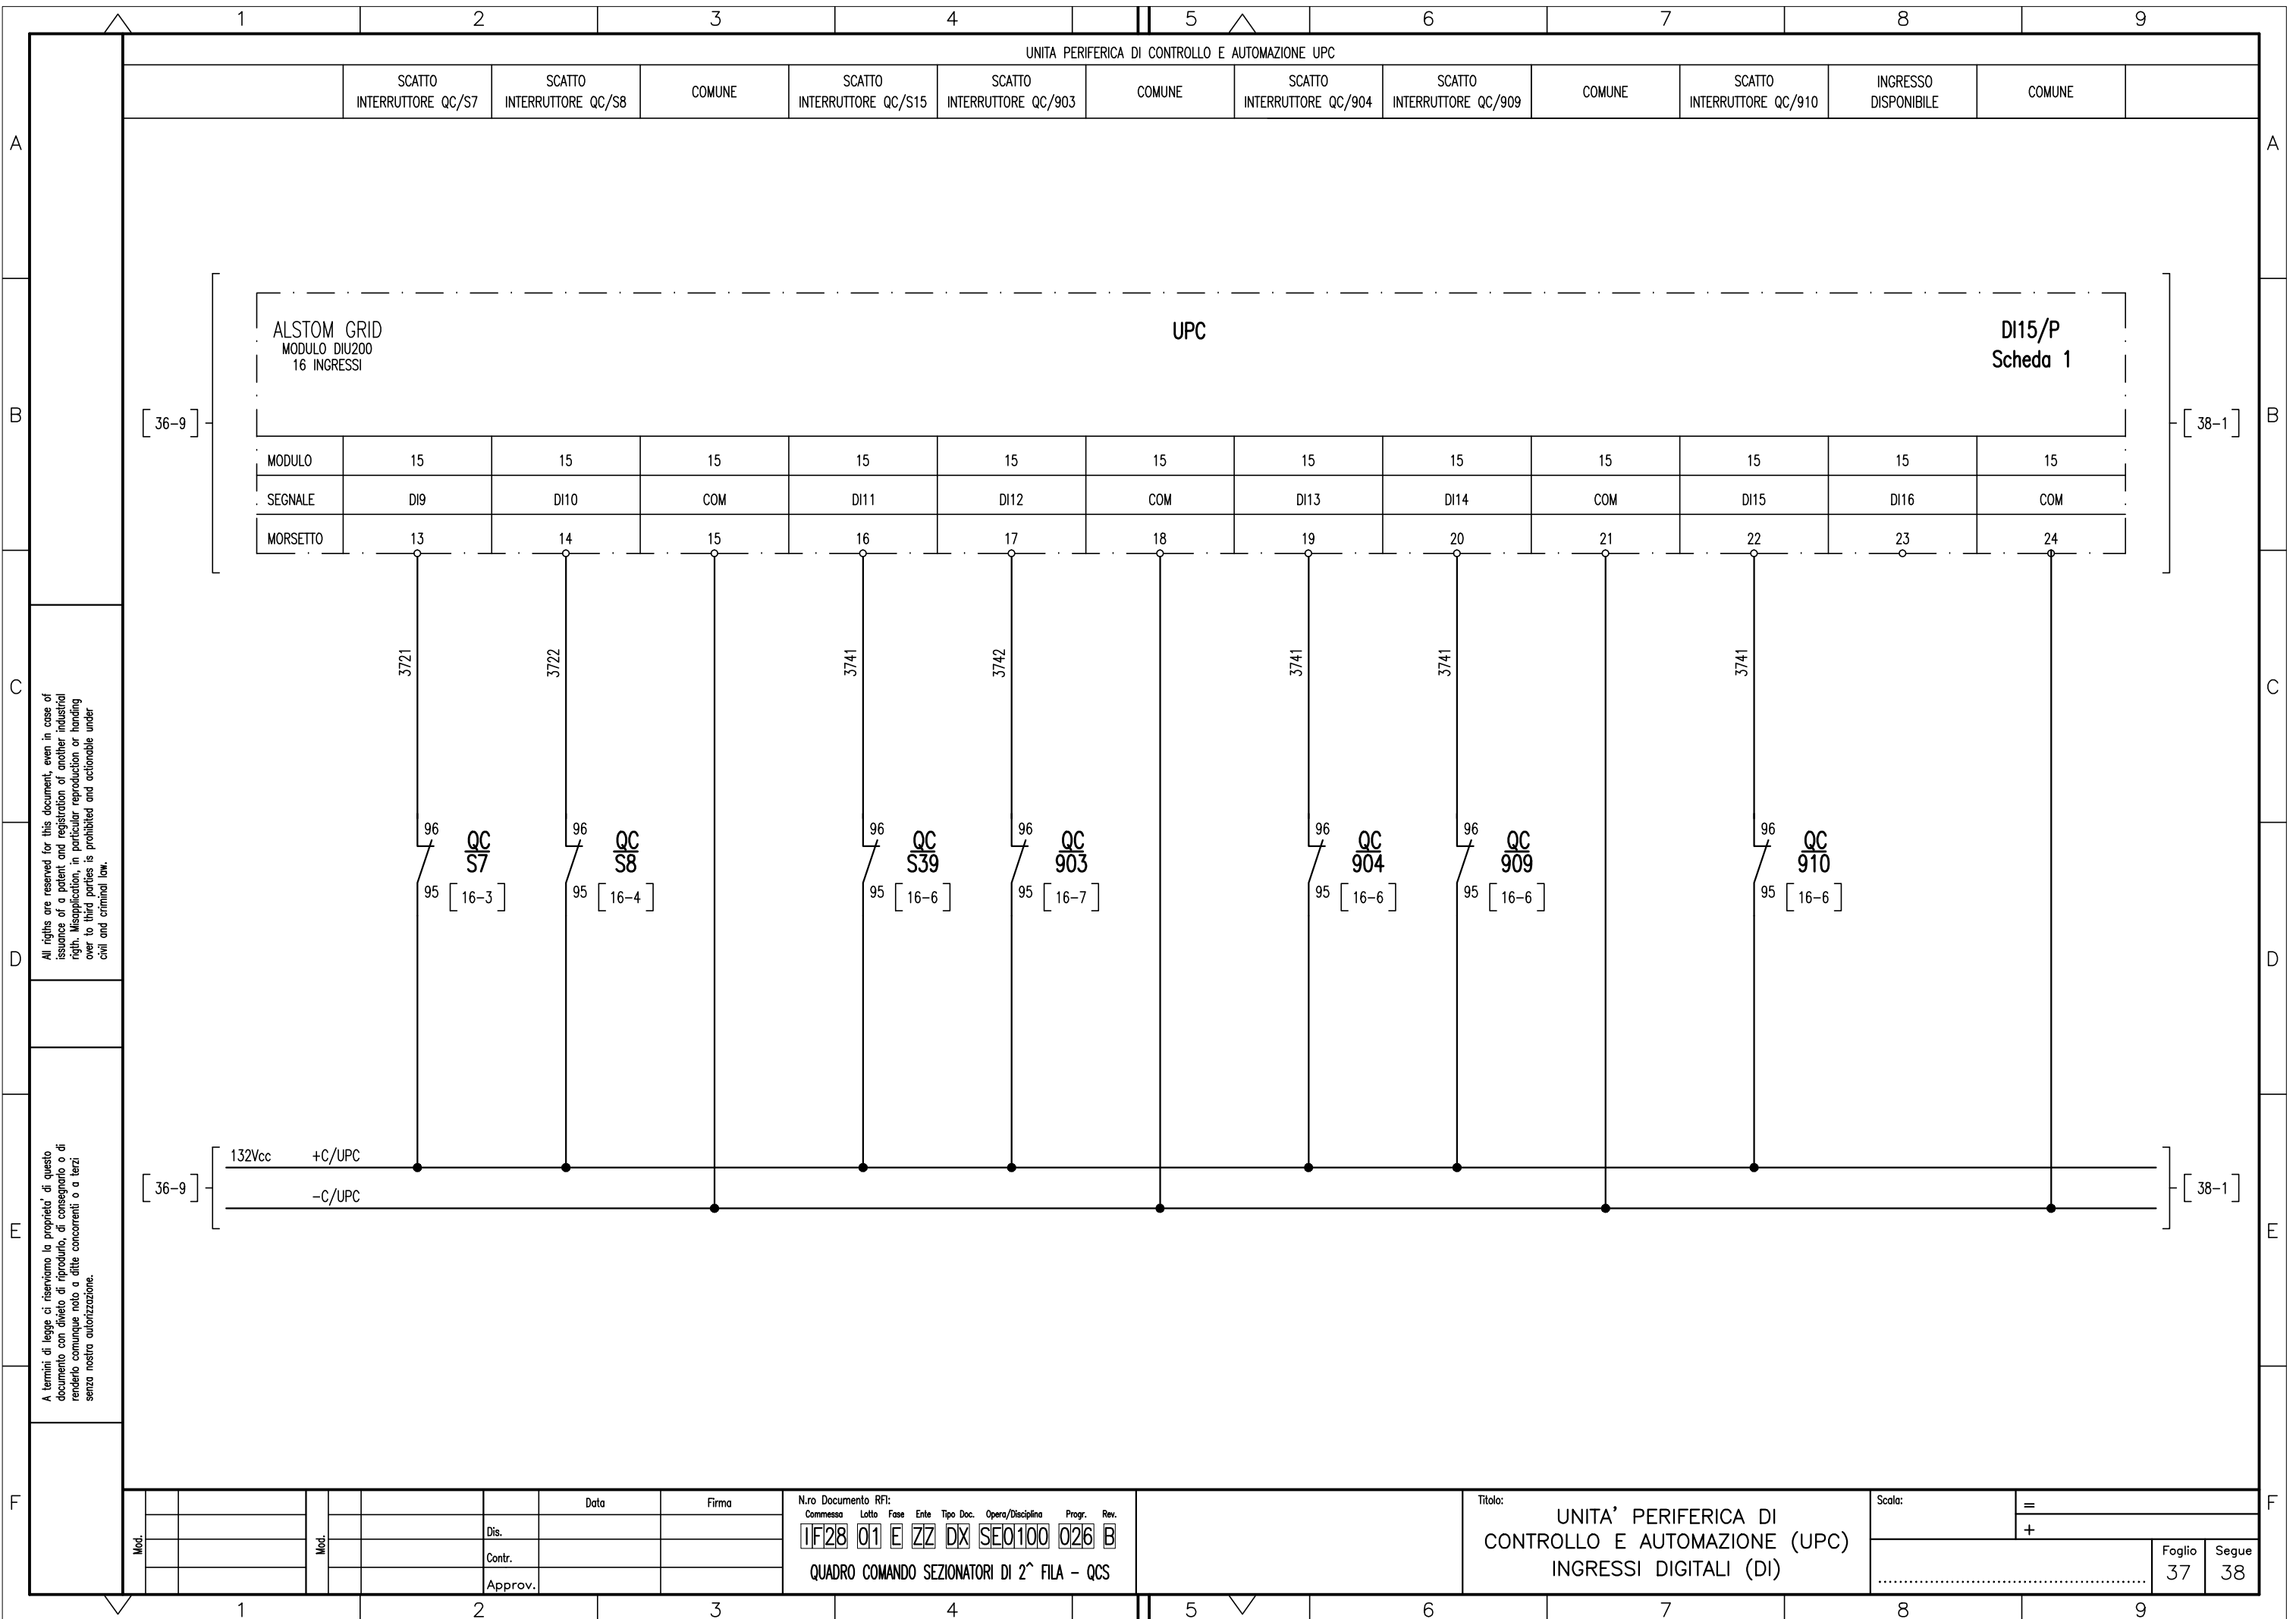 1 2 3 4 5 6 7 8 9
UNITA PERIFERICA DI CONTROLLO E AUTOMAZIONE UPC
SCATTO
INTERRUTTORE QC/S7
SCATTO
INTERRUTTORE QC/S8
COMUNE
SCATTO
INTERRUTTORE QC/S15
SCATTO
INTERRUTTORE QC/903
COMUNE
SCATTO
INTERRUTTORE QC/904
SCATTO
INTERRUTTORE QC/909
COMUNE
SCATTO
INTERRUTTORE QC/910
INGRESSO
DISPONIBILE
COMUNE
A A
B B
C C
D D
E E
F F
ALSTOM GRID
MODULO DIU200
16 INGRESSI
UPC
DI15/P
Scheda 1
36-9
38-1
MODULO 15 15 15 15 15 15 15 15 15 15 15 15
SEGNALE DI9 DI10 COM DI11 DI12 COM DI13 DI14 COM DI15 DI16 COM
MORSETTO 13 14 15 16 17 18 19 20 21 22 23 24
3721 3722 3741 3742 3741 3741 3741
96 QC S7 95 16-3
96 QC S8 95 16-4
96 QC S39 95 16-6
96 QC 903 95 16-7
96 QC 904 95 16-6
96 QC 909 95 16-6
96 QC 910 95 16-6
132Vcc +C/UPC
-C/UPC
36-9
38-1
All rigths are reserved for this document, even in case of
issuance of a patent and registration of another industrial
rigth. Misapplication, in particular reproduction or handing
over to third parties is prohibited and actionable under
civil and criminal law.
A termini di legge ci riserviamo la proprieta' di questo
documento con divieto di riprodurlo, di consegnarlo o di
renderlo comunque noto a ditte concorrenti o a terzi
senza nostra autorizzazione.
Mod.
Mod.
Data Firma
Dis.
Contr.
Approv.
N.ro Documento RFI:
Commessa Lotto Fase Ente Tipo Doc. Opera/Disciplina Progr. Rev.
IF28 01 E ZZ DX SE0100 026 B
QUADRO COMANDO SEZIONATORI DI 2^ FILA - QCS
Titolo:
UNITA' PERIFERICA DI
CONTROLLO E AUTOMAZIONE (UPC)
INGRESSI DIGITALI (DI)
Scala:
=
+
Foglio
37
Segue
38
1 2 3 4 5 6 7 8 9